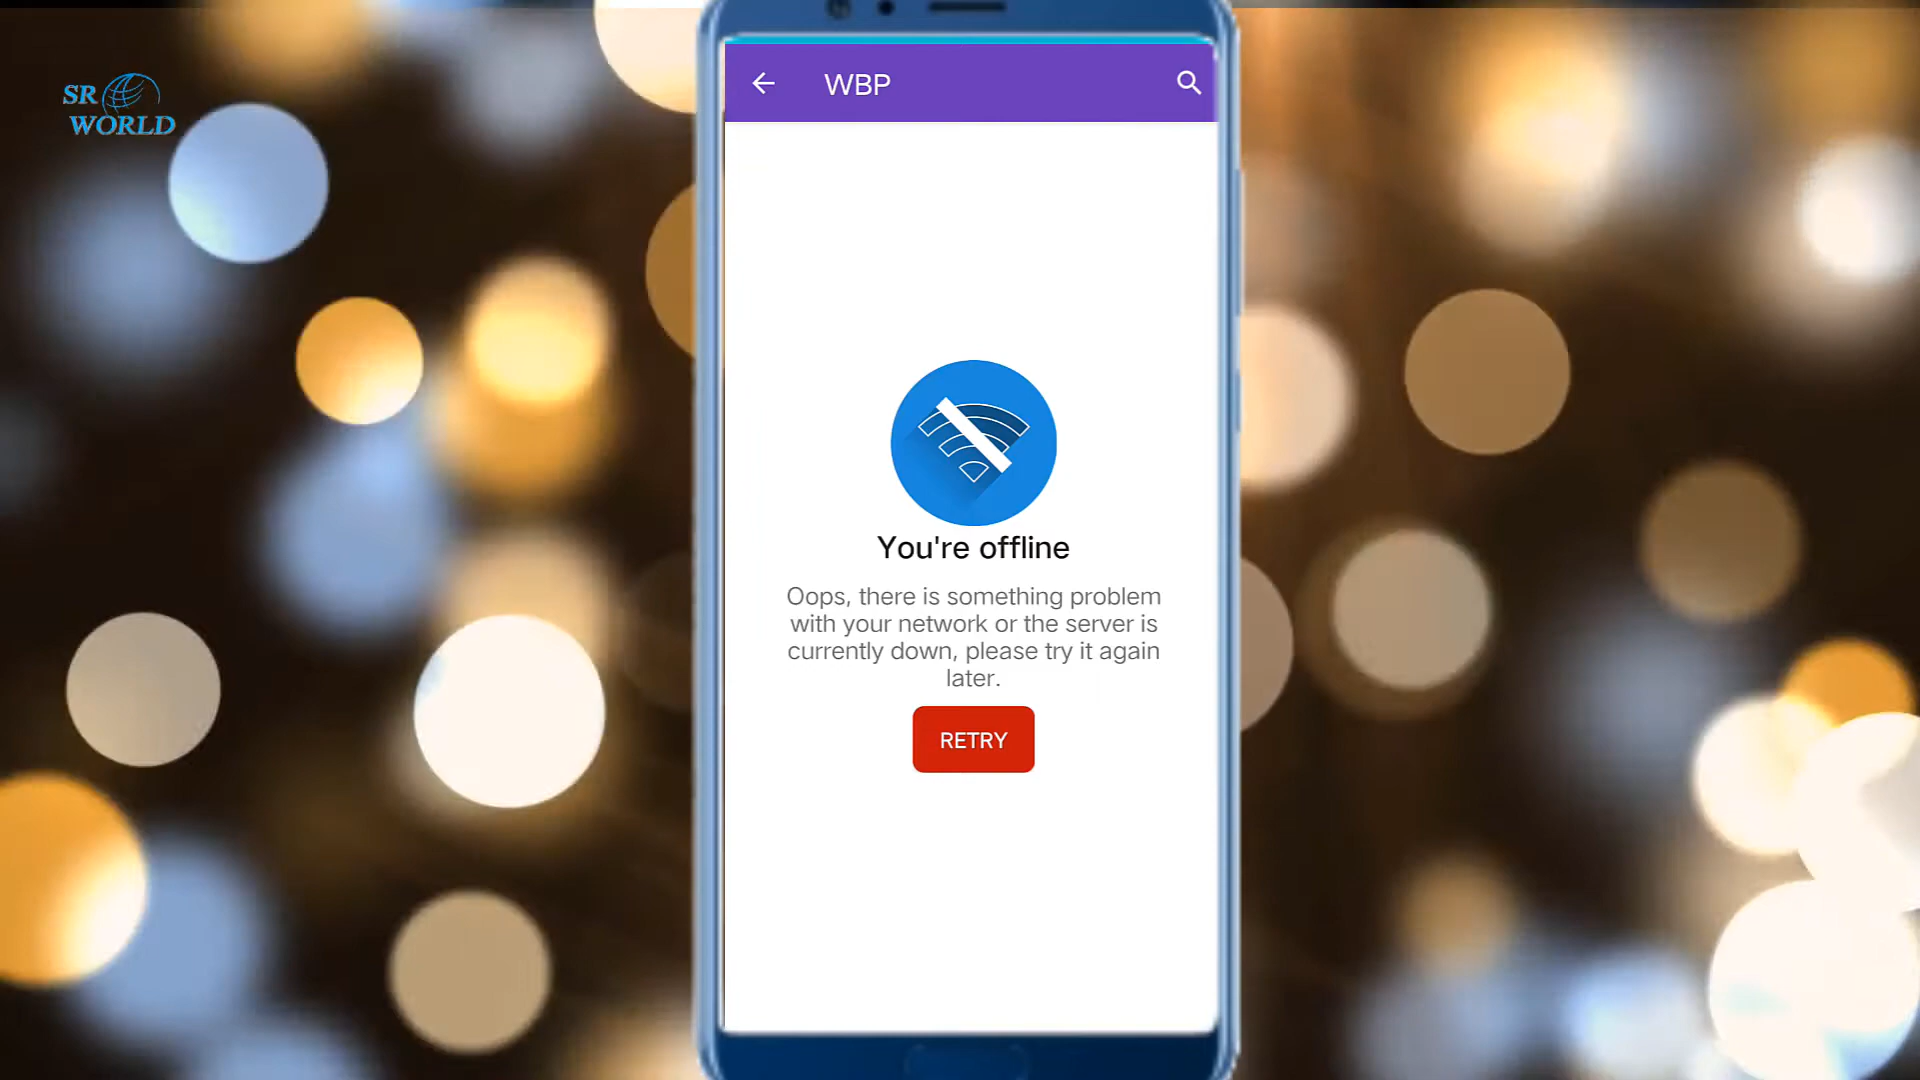 SR
WORLD
WBP
You're offline
Oops, there is something problem
with your network or the server is
currently down, please try it again
later.
RETRY